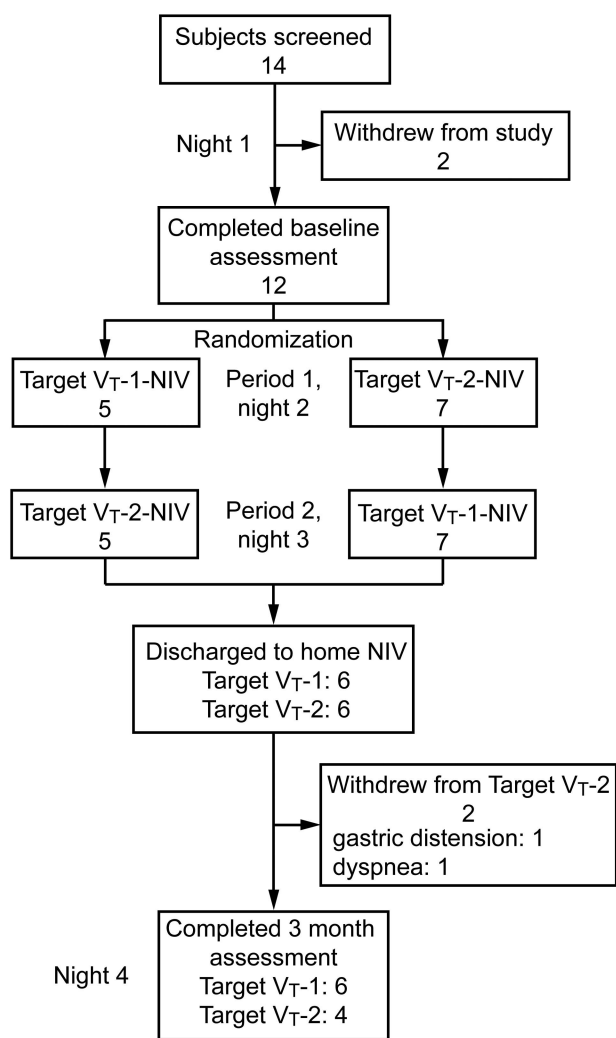 Subjects screened
14
Night 1
Withdrew from study
2
Completed baseline
assessment
12
Randomization
Target VT-1-NIV
5
Period 1,
night 2
Target VT-2-NIV
7
Target VT-2-NIV
5
Period 2,
night 3
Target VT-1-NIV
7
Discharged to home NIV
Target VT-1: 6
Target VT-2: 6
Withdrew from Target VT-2
2
gastric distension: 1
dyspnea: 1
Night 4
Completed 3 month
assessment
Target VT-1: 6
Target VT-2: 4